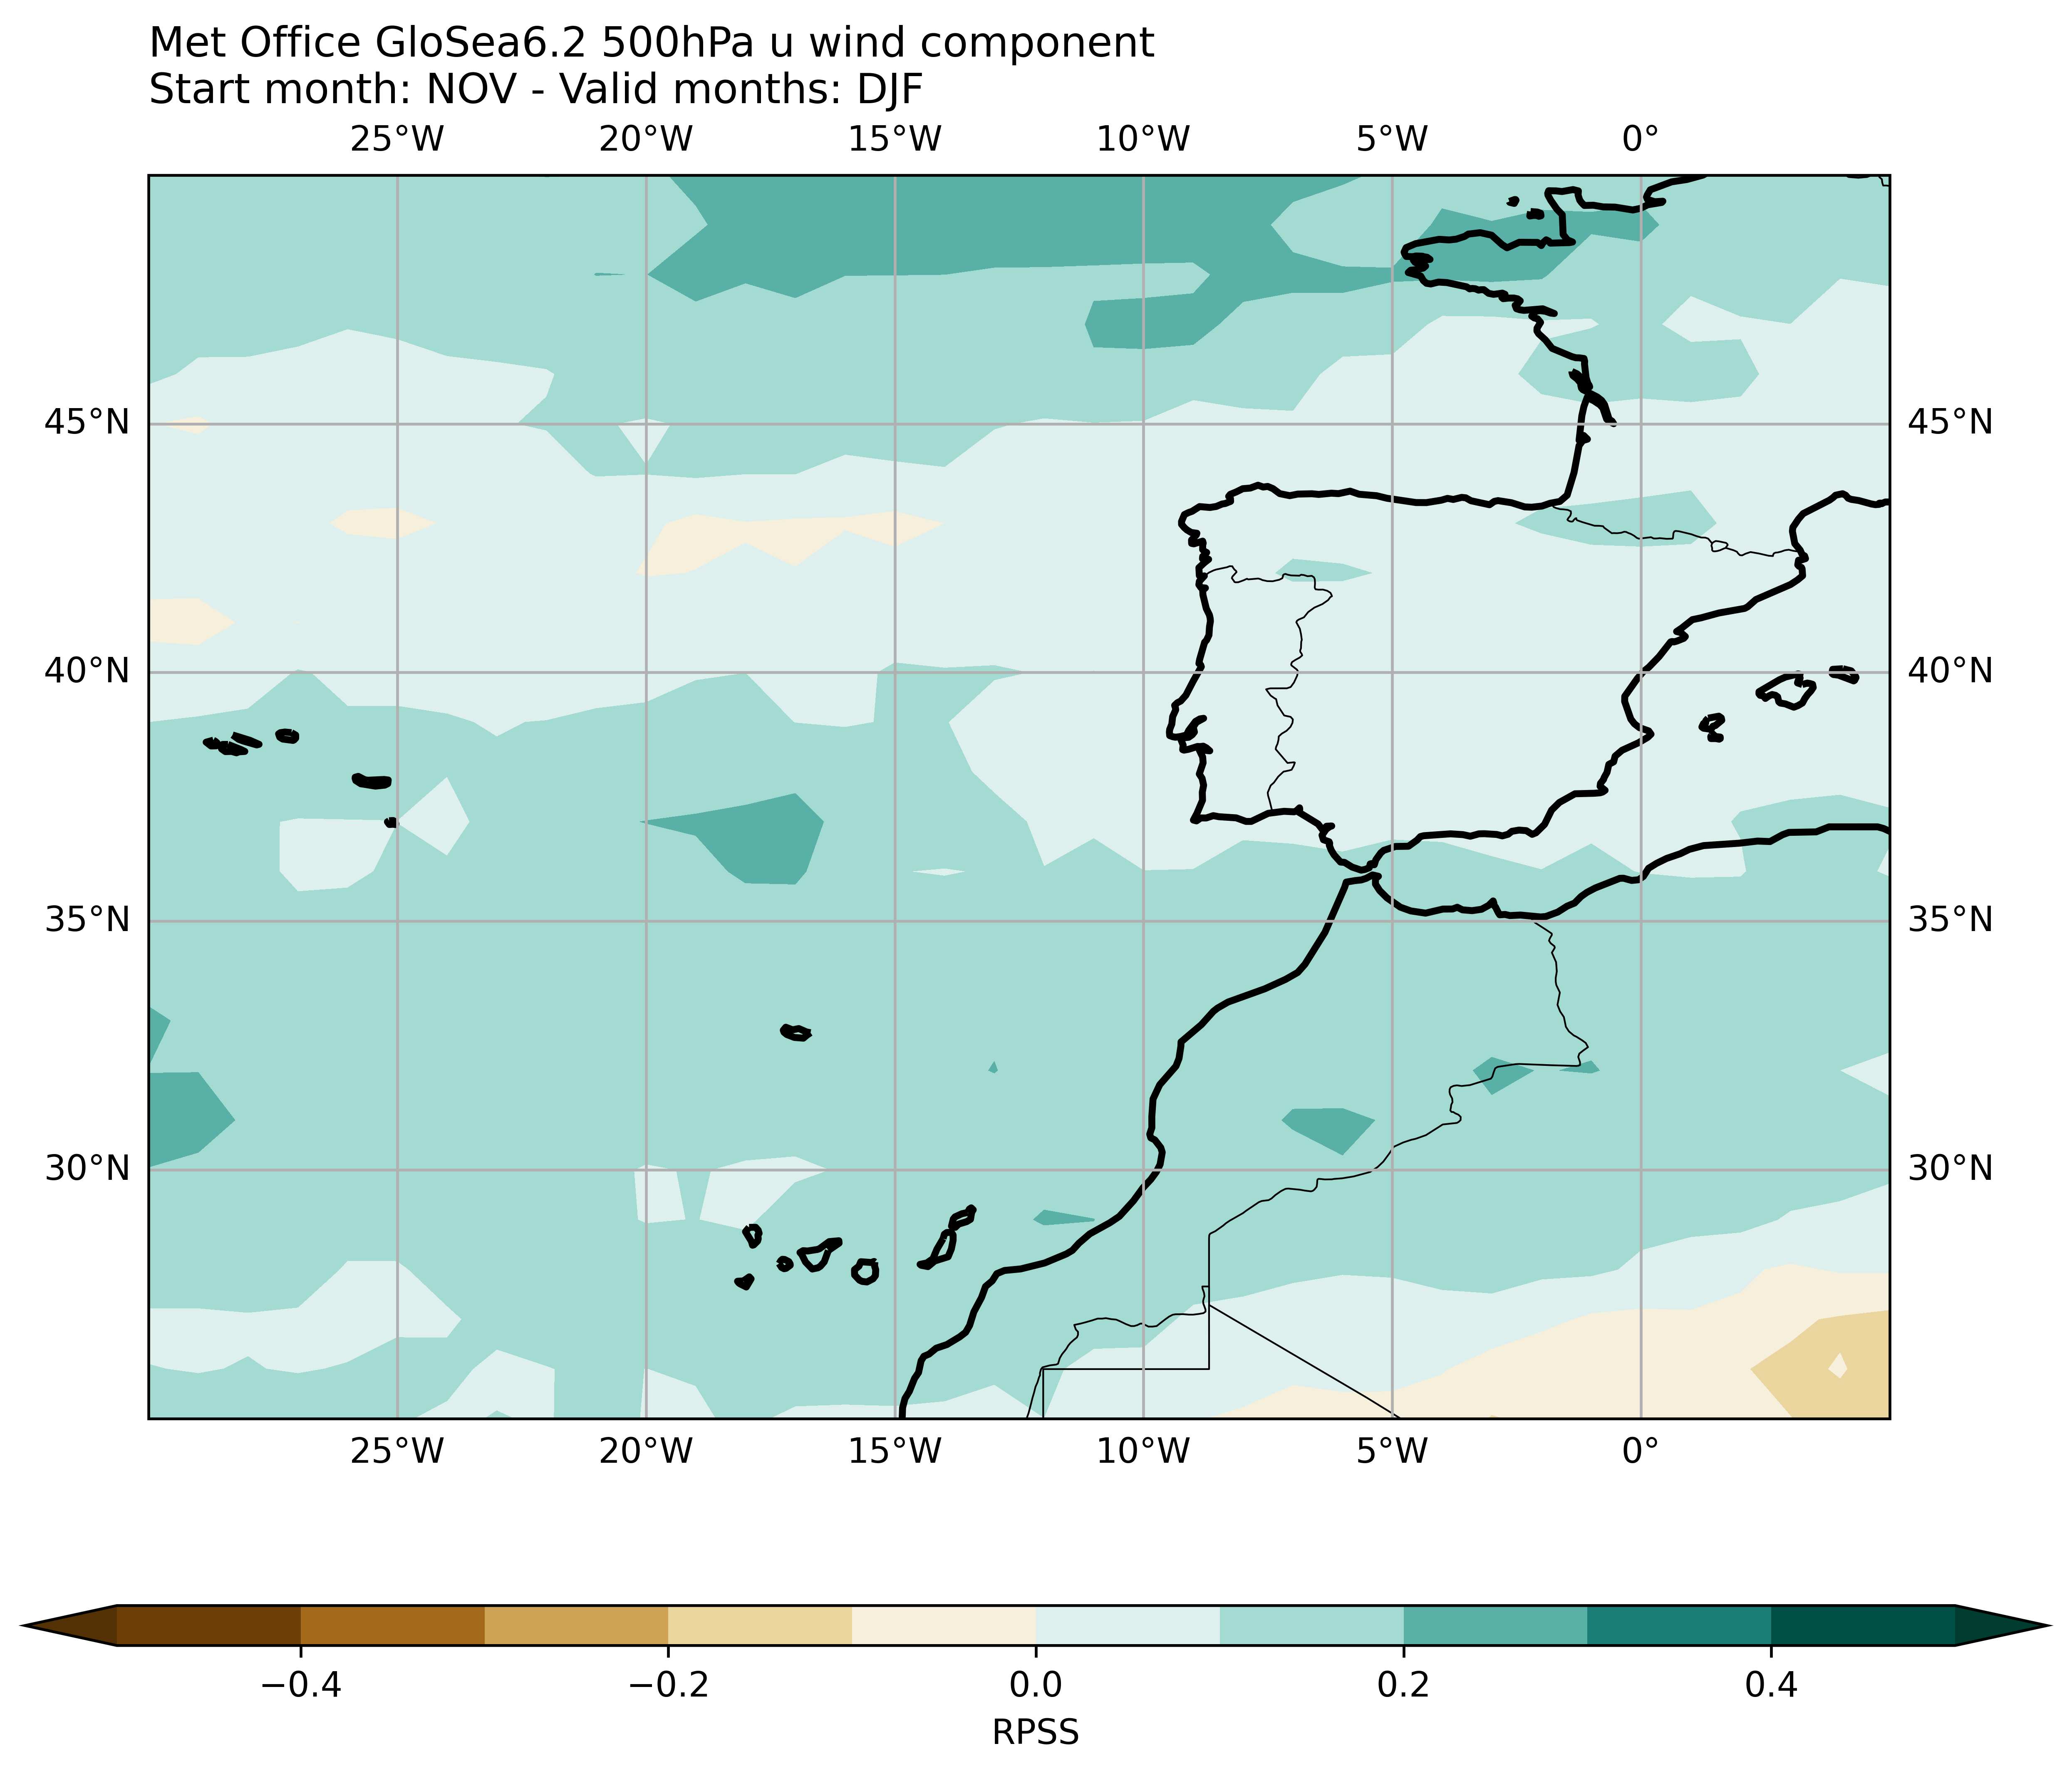 Met Office GloSea6.2 500hPa u wind component
Start month: NOV - Valid months: DJF
25°W 20°W 15°W 10°W 5°W 0°
45°N 45°N
40°N 40°N
35°N 35°N
30°N 30°N
25°W 20°W 15°W 10°W 5°W 0°
−0.4 −0.2 0.0 0.2 0.4
RPSS